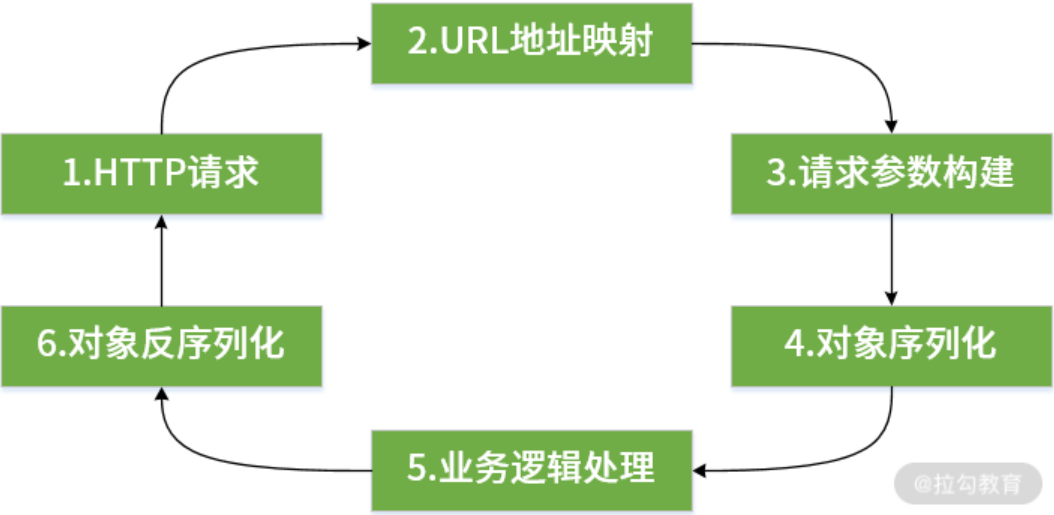 2.URL地址映射
1.HTTP请求
3.请求参数构建
6.对象反序列化
4.对象序列化
5.业务逻辑处理
@拉勾教育